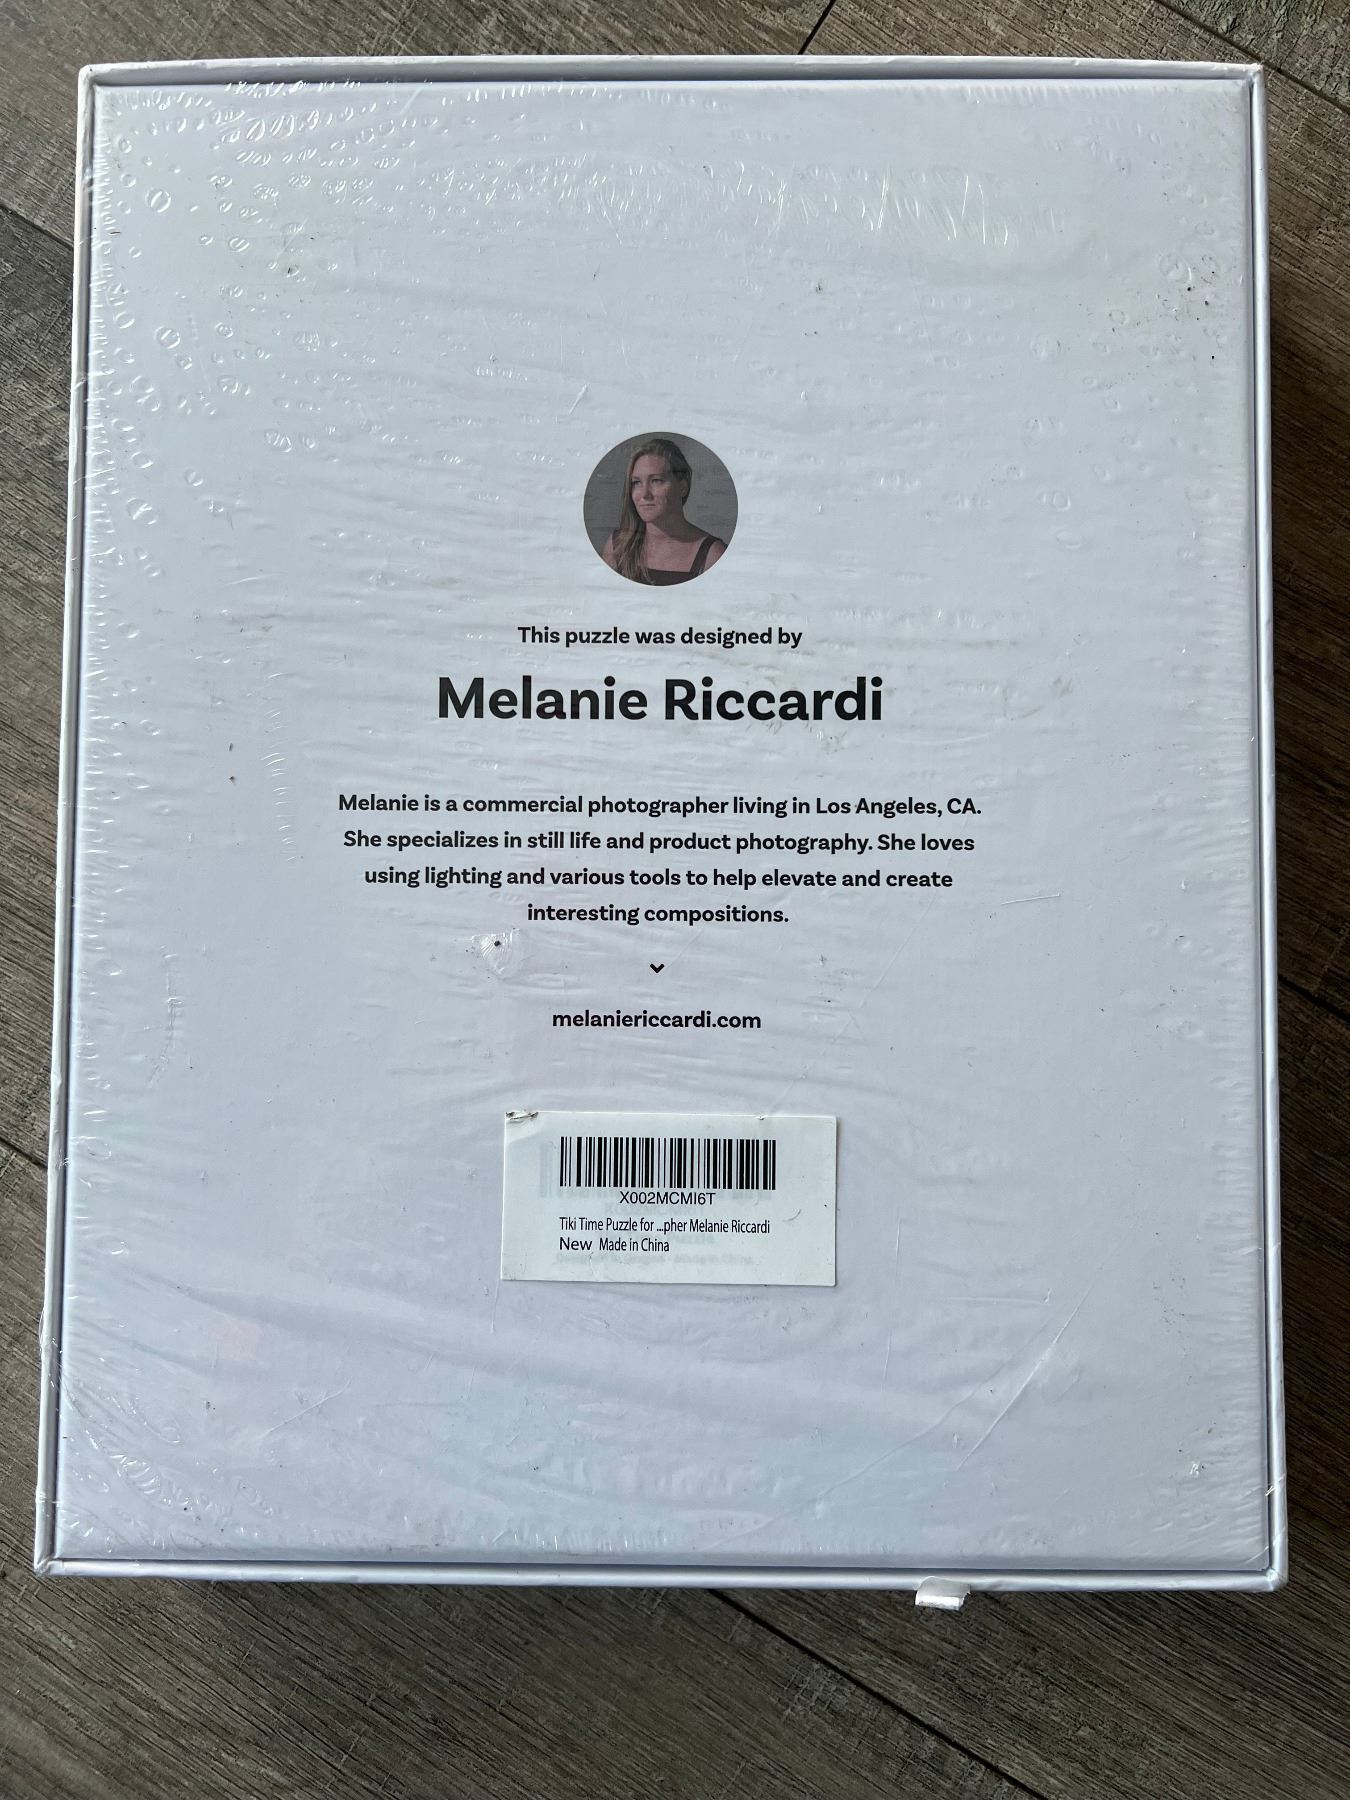 This puzzle was designed by
Melanie Riccardi
Melanie is a commercial photographer living in Los Angeles, CA.
She specializes in still life and product photography. She loves
using lighting and various tools to help elevate and create
interesting compositions.
melaniericcardi.com
X002MCMI6T
Tiki Time Puzzle for ...pher Melanie Riccardi
New Made in China